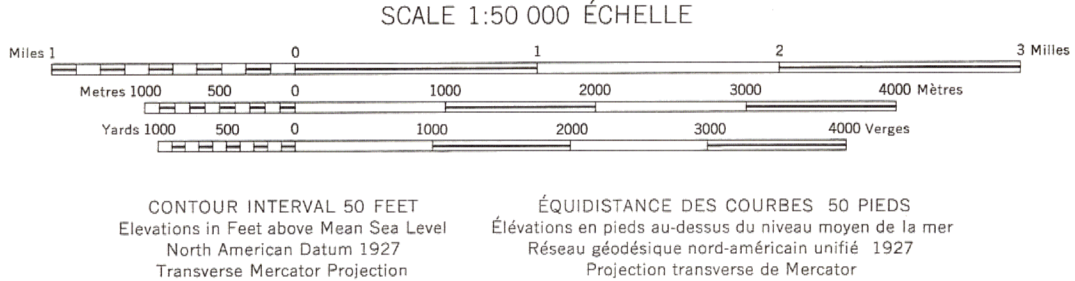 SCALE 1:50 000 ÉCHELLE
Miles 1 0 1 2 3 Milles
Metres 1000 500 0 1000 2000 3000 4000 Mètres
Yards 1000 500 0 1000 2000 3000 4000 Verges
CONTOUR INTERVAL 50 FEET
Elevations in Feet above Mean Sea Level
North American Datum 1927
Transverse Mercator Projection
ÉQUIDISTANCE DES COURBES 50 PIEDS
Élévations en pieds au-dessus du niveau moyen de la mer
Réseau géodésique nord-américain unifié 1927
Projection transverse de Mercator